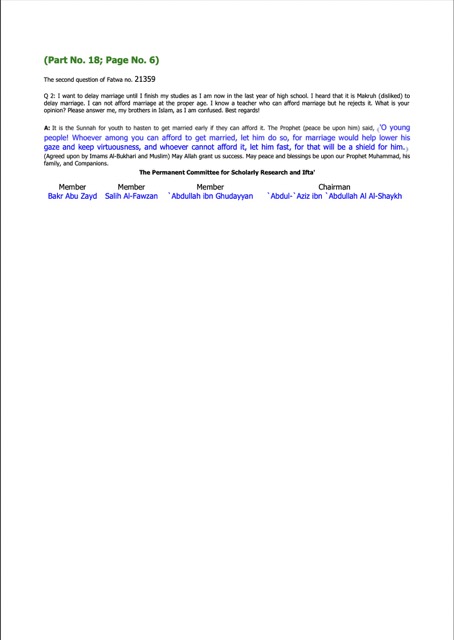 (Part No. 18; Page No. 6)
The second question of Fatwa no. 21359
Q 2: I want to delay marriage until I finish my studies as I am now in the last year of high school. I heard that it is Makruh (disliked) to
delay marriage. I can not afford marriage at the proper age. I know a teacher who can afford marriage but he rejects it. What is your
opinion? Please answer me, my brothers in Islam, as I am confused. Best regards!
A: It is the Sunnah for youth to hasten to get married early if they can afford it. The Prophet (peace be upon him) said, 'O young
people! Whoever among you can afford to get married, let him do so, for marriage would help lower his
gaze and keep virtuousness, and whoever cannot afford it, let him fast, for that will be a shield for him.
(Agreed upon by Imams Al-Bukhari and Muslim) May Allah grant us success. May peace and blessings be upon our Prophet Muhammad, his
family, and Companions.
The Permanent Committee for Scholarly Research and Ifta'
Member Member Member Chairman
Bakr Abu Zayd Salih Al-Fawzan `Abdullah ibn Ghudayyan `Abdul-`Aziz ibn `Abdullah Al Al-Shaykh